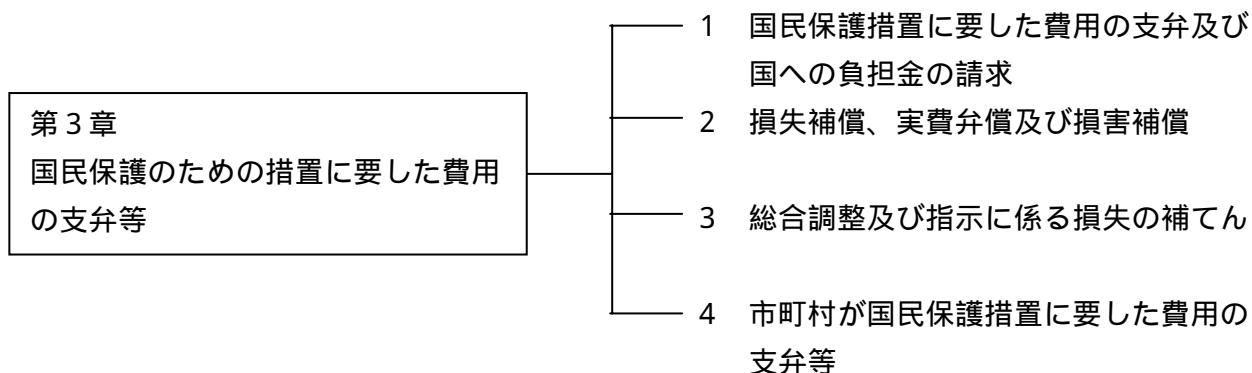 第3章
国民保護のための措置に要した費用
の支弁等
1 国民保護措置に要した費用の支弁及び
国への負担金の請求
2 損失補償、実費弁償及び損害補償
3 総合調整及び指示に係る損失の補てん
4 市町村が国民保護措置に要した費用の
支弁等